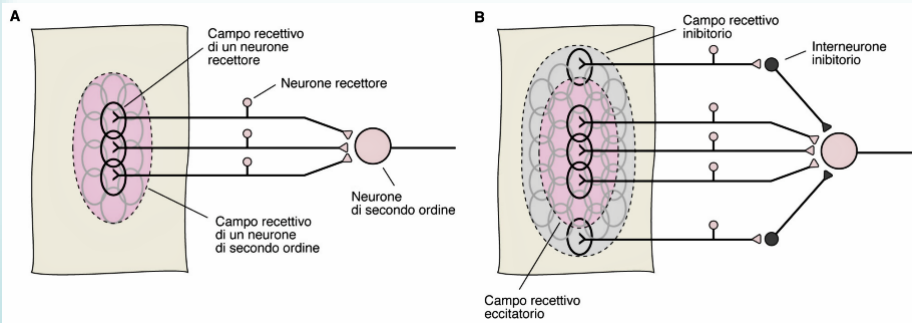 A
Campo recettivo
di un neurone
recettore
Neurone recettore
Neurone
di secondo ordine
Campo recettivo
di un neurone
di secondo ordine
B
Campo recettivo
inibitorio
Interneurone
inibitorio
Campo recettivo
eccitatorio